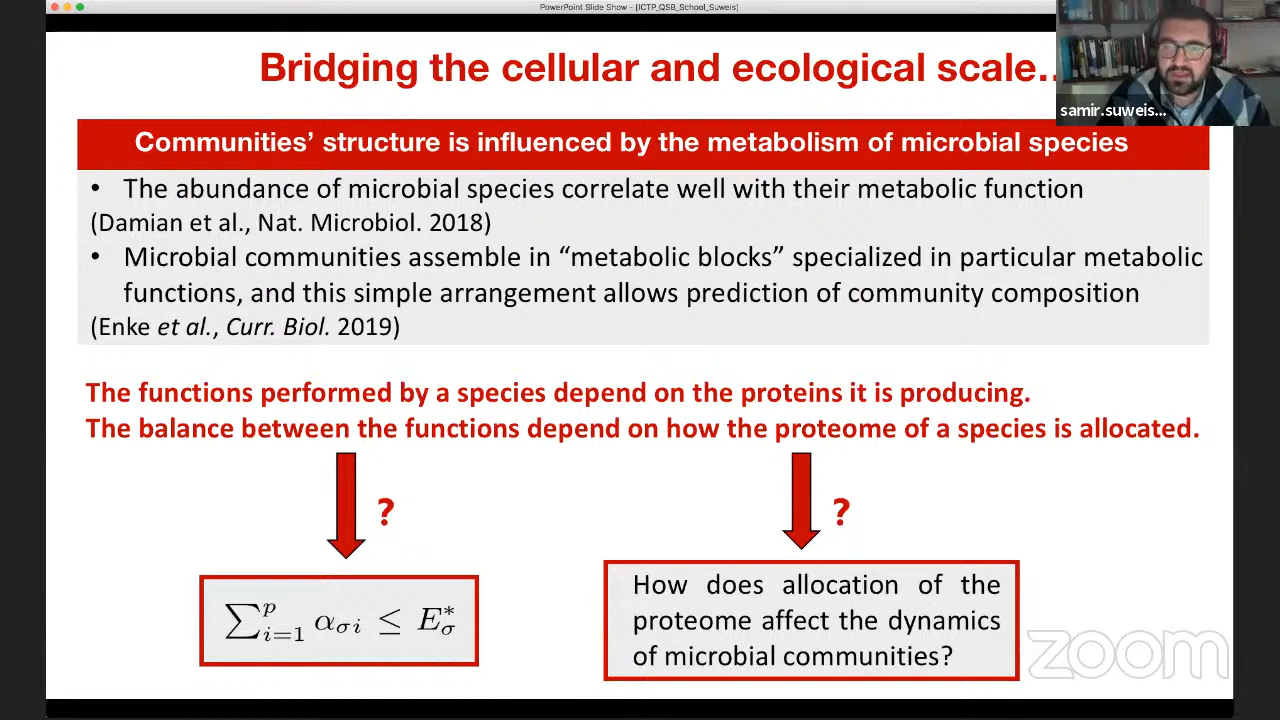 PowerPoint Slide Show - [ICTP_QSB_School_Suweis]
Bridging the cellular and ecological scale..
samir.suweis...
Communities’ structure is influenced by the metabolism of microbial species
• The abundance of microbial species correlate well with their metabolic function
(Damian et al., Nat. Microbiol. 2018)
• Microbial communities assemble in “metabolic blocks” specialized in particular metabolic
functions, and this simple arrangement allows prediction of community composition
(Enke et al., Curr. Biol. 2019)
The functions performed by a species depend on the proteins it is producing.
The balance between the functions depend on how the proteome of a species is allocated.
?
?
∑_{i=1}^{p} α_{σi} ≤ E_σ^*
How does allocation of the
proteome affect the dynamics
of microbial communities?
zoom